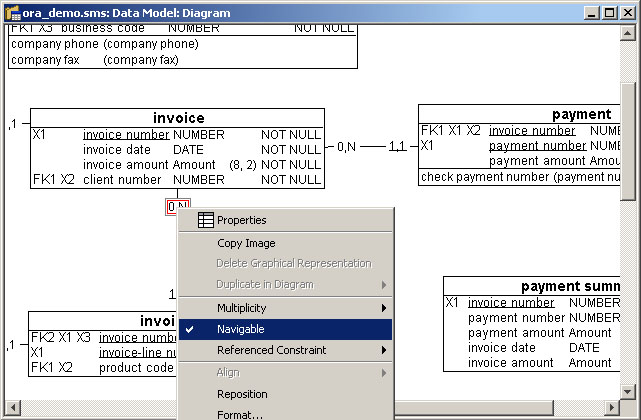 ora_demo.sms: Data Model: Diagram
FK1 X3 business code NUMBER NOT NULL
company phone (company phone)
company fax (company fax)
,1
invoice
X1 invoice number NUMBER NOT NULL
invoice date DATE NOT NULL
invoice amount Amount (8, 2) NOT NULL
FK1 X2 client number NUMBER NOT NULL
0,N
1,1
payment
FK1 X1 X2 invoice number NUME
X1 payment number NUME
payment amount Amou
check payment number (payment nu
0,N
Properties
Copy Image
Delete Graphical Representation
Duplicate in Diagram
Multiplicity
Navigable
Referenced Constraint
Align
Reposition
Format...
1
,1
invoi
FK2 X1 X3 invoice numbe
X1 invoice-line nu
FK1 X2 product code
payment summ
X1 invoice number NUMBER
payment number NUMBER
payment amount Amount
invoice date DATE
invoice amount Amount